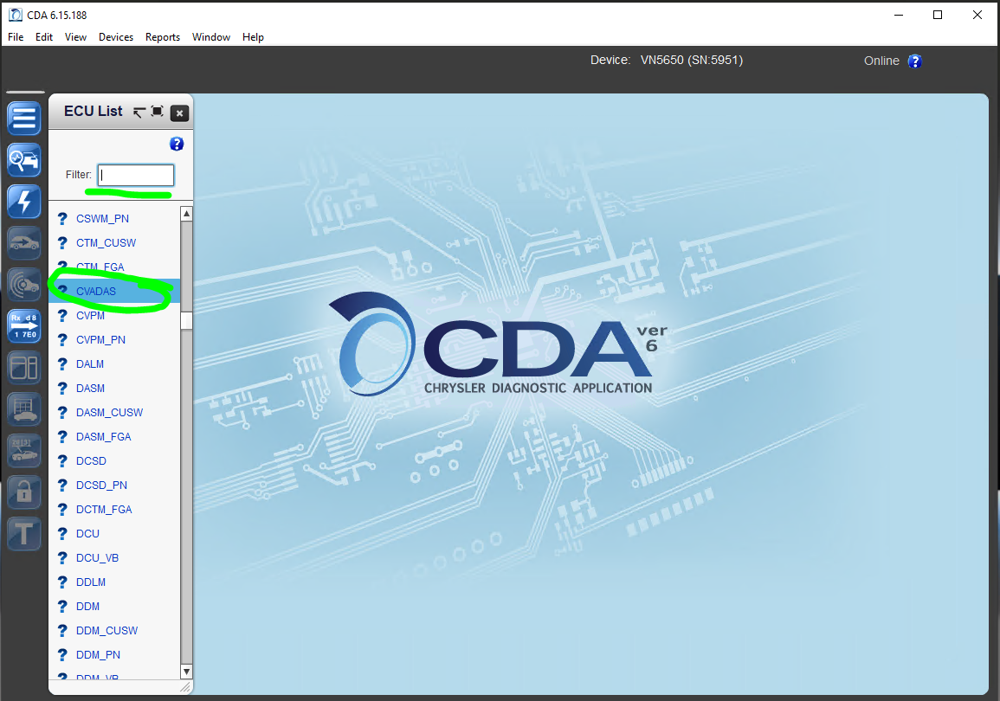 CDA 6.15.188
File Edit View Devices Reports Window Help
Device: VN5650 (SN:5951)
Online ?
ECU List
?
Filter:
? CSWM_PN
? CTM_CUSW
? CTM_FGA
? CVADAS
? CVPM
? CVPM_PN
? DALM
? DASM
? DASM_CUSW
? DASM_FGA
? DCSD
? DCSD_PN
? DCTM_FGA
? DCU
? DCU_VB
? DDLM
? DDM
? DDM_CUSW
? DDM_PN
? DDM_VB
Rx d8
1 7E0
T
CDA ver 6
CHRYSLER DIAGNOSTIC APPLICATION